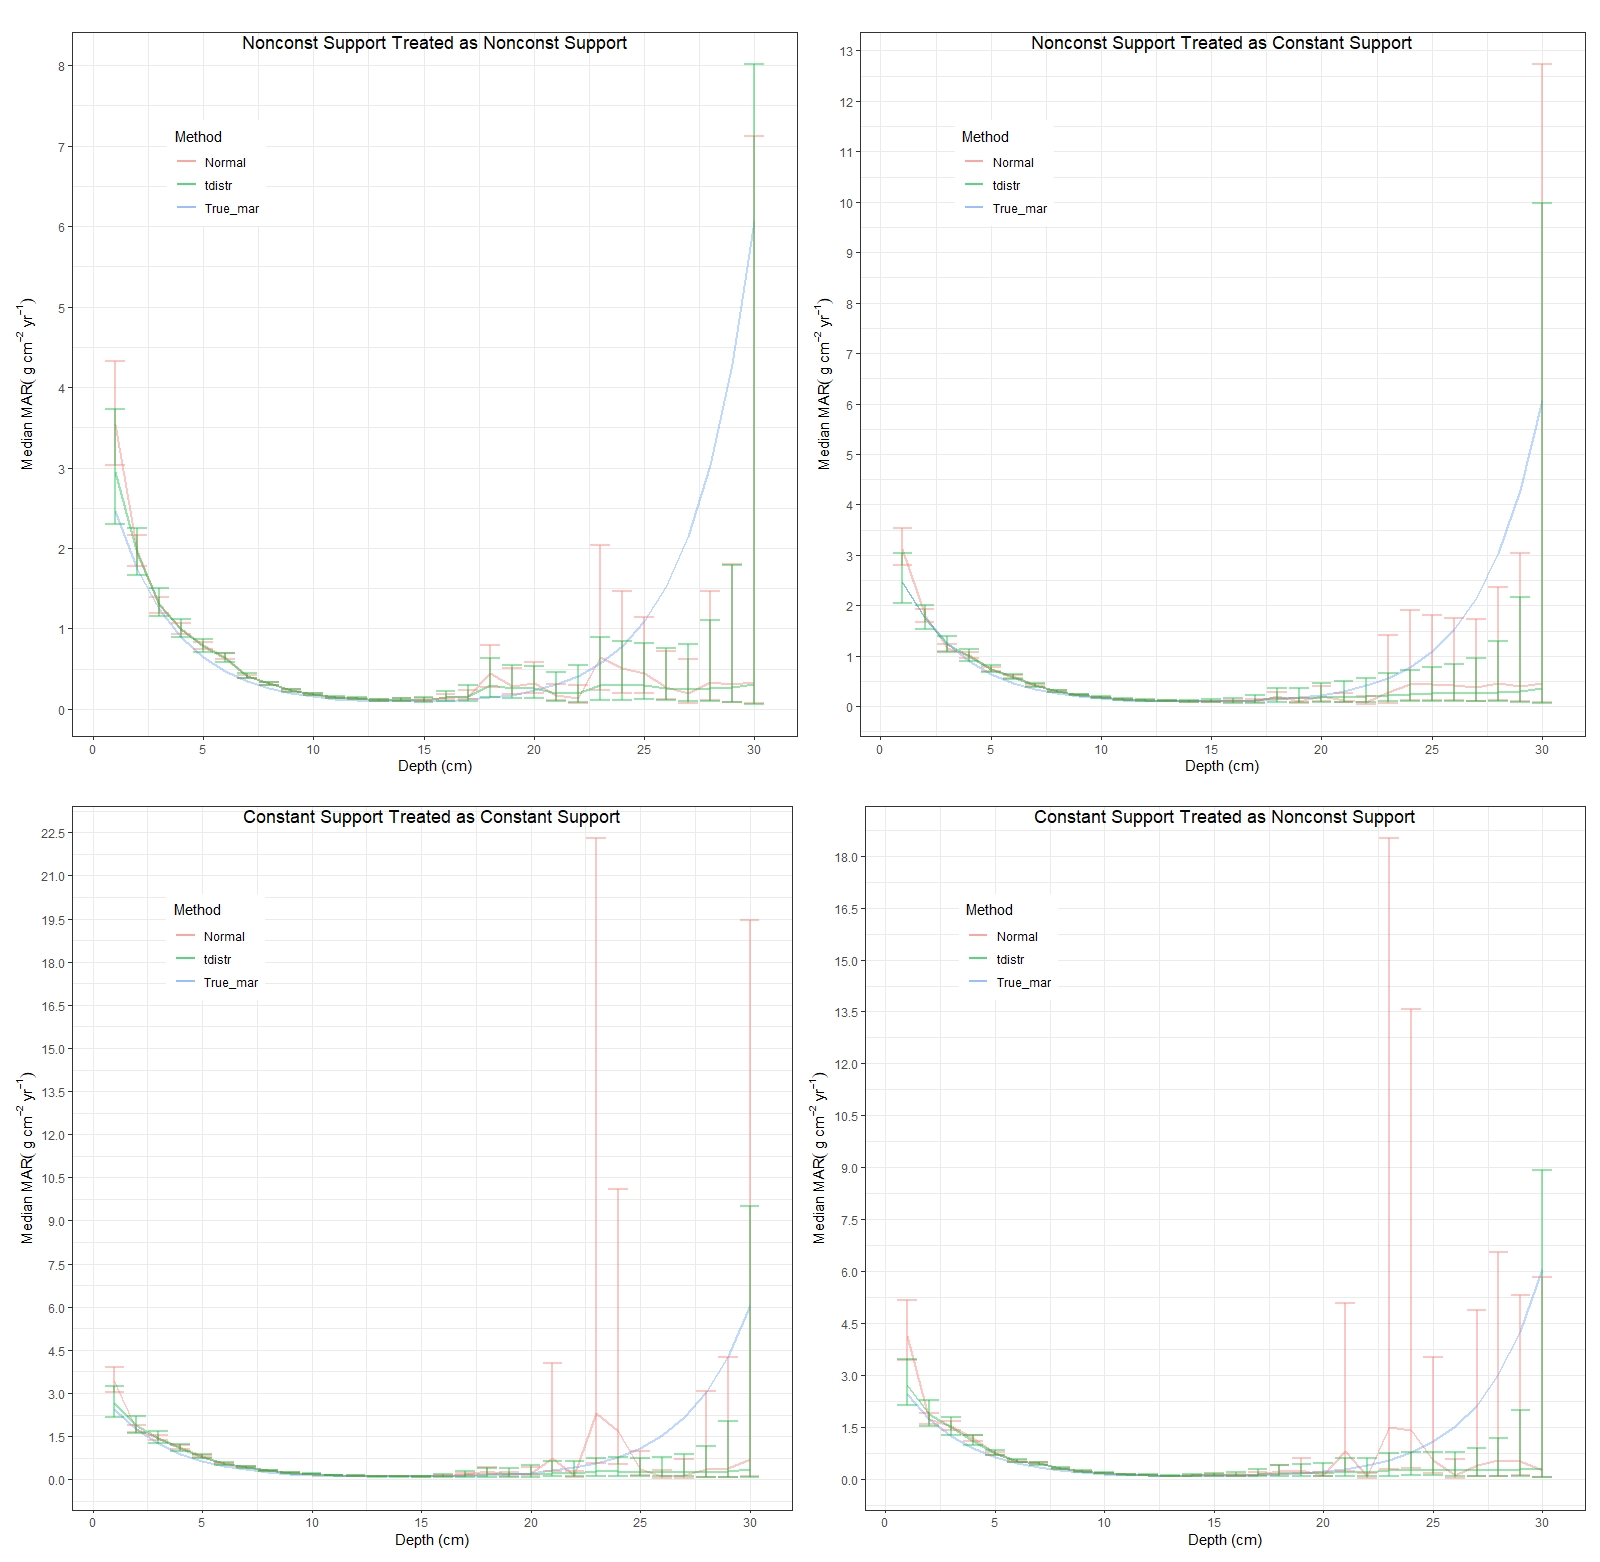 Nonconst Support Treated as Nonconst Support
Median MAR( g cm−2 yr−1)
8
7
6
5
4
3
2
1
0
Method
Normal
tdistr
True_mar
0 5 10 15 20 25 30
Depth (cm)
Nonconst Support Treated as Constant Support
Median MAR( g cm−2 yr−1)
13
12
11
10
9
8
7
6
5
4
3
2
1
0
Method
Normal
tdistr
True_mar
0 5 10 15 20 25 30
Depth (cm)
Constant Support Treated as Constant Support
Median MAR( g cm−2 yr−1)
22.5
21.0
19.5
18.0
16.5
15.0
13.5
12.0
10.5
9.0
7.5
6.0
4.5
3.0
1.5
0.0
Method
Normal
tdistr
True_mar
0 5 10 15 20 25 30
Depth (cm)
Constant Support Treated as Nonconst Support
Median MAR( g cm−2 yr−1)
18.0
16.5
15.0
13.5
12.0
10.5
9.0
7.5
6.0
4.5
3.0
1.5
0.0
Method
Normal
tdistr
True_mar
0 5 10 15 20 25 30
Depth (cm)